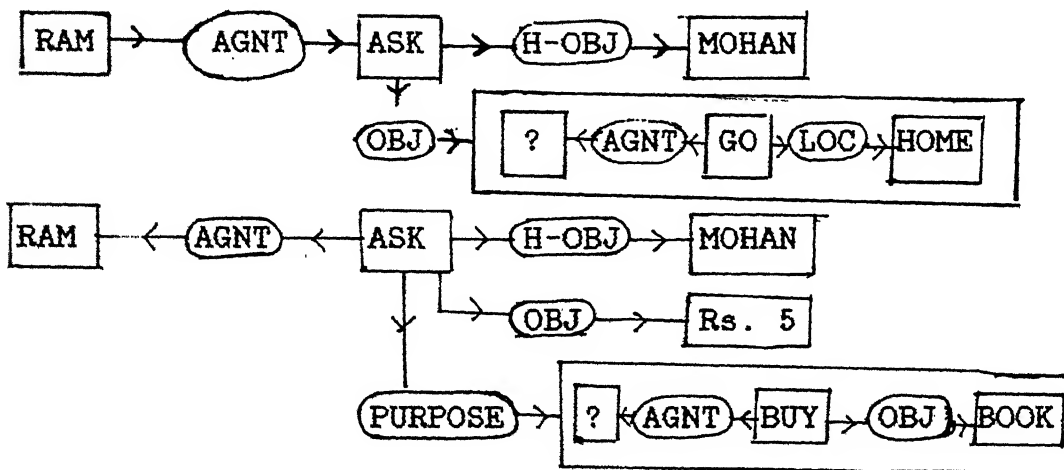 RAM AGNT ASK H-OBJ MOHAN
OBJ ? AGNT GO LOC HOME
RAM AGNT ASK H-OBJ MOHAN
OBJ Rs. 5
PURPOSE ? AGNT BUY OBJ BOOK